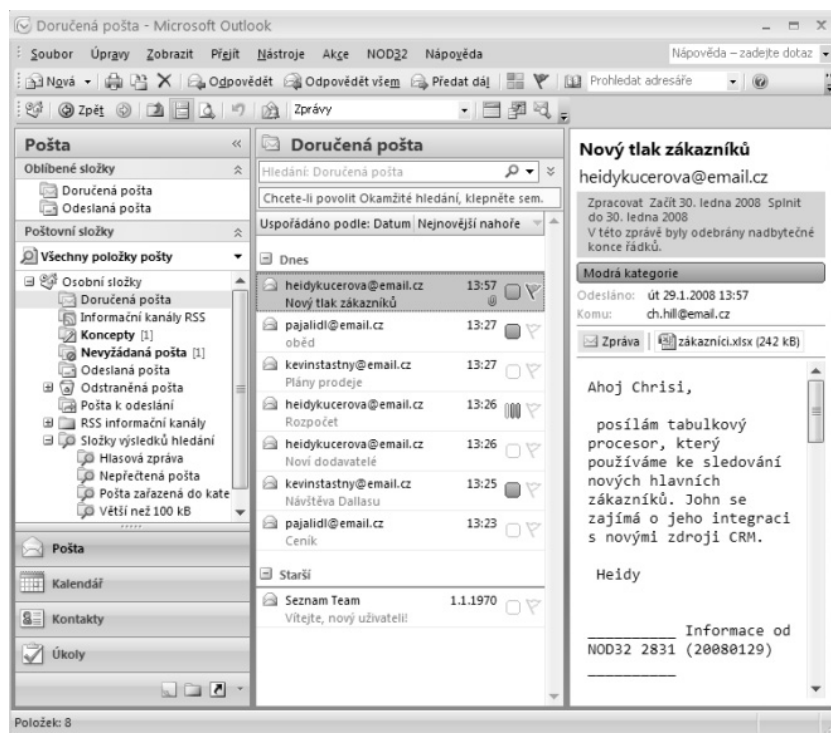 Doručená pošta - Microsoft Outlook
Soubor Úpravy Zobrazit Přejít Nástroje Akce NOD32 Nápověda Nápověda – zadejte dotaz
Nová Odpovědět Odpovědět všem Předat dál Prohledat adresáře
Zpět Zprávy
Pošta
Oblíbené složky
Doručená pošta
Odeslaná pošta
Poštovní složky
Všechny položky pošty
Osobní složky
Doručená pošta
Informační kanály RSS
Koncepty [1]
Nevyžádaná pošta [1]
Odeslaná pošta
Odstraněná pošta
Pošta k odeslání
RSS informační kanály
Složky výsledků hledání
Hlasová zpráva
Nepřečtená pošta
Pošta zařazená do kate
Větší než 100 kB
Pošta
Kalendář
Kontakty
Úkoly
Doručená pošta
Hledání: Doručená pošta
Chcete-li povolit Okamžité hledání, klepněte sem.
Uspořádáno podle: Datum Nejnovější nahoře
Dnes
heidykucerova@email.cz 13:57
Nový tlak zákazníků
pajalidl@email.cz 13:27
oběd
kevinstastny@email.cz 13:27
Plány prodeje
heidykucerova@email.cz 13:26
Rozpočet
heidykucerova@email.cz 13:26
Noví dodavatelé
kevinstastny@email.cz 13:25
Návštěva Dallasu
pajalidl@email.cz 13:23
Ceník
Starší
Seznam Team 1.1.1970
Vítejte, nový uživateli!
Nový tlak zákazníků
heidykucerova@email.cz
Zpracovat Začít 30. ledna 2008 Splnit
do 30. ledna 2008
V této zprávě byly odebrány nadbytečné
konce řádků.
Modrá kategorie
Odesláno: út 29.1.2008 13:57
Komu: ch.hill@email.cz
Zpráva zákazníci.xlsx (242 kB)
Ahoj Chrisi,
posílám tabulkový
procesor, který
používáme ke sledování
nových hlavních
zákazníků. John se
zajímá o jeho integraci
s novými zdroji CRM.
Heidy
__________ Informace od
NOD32 2831 (20080129)
__________
Položek: 8